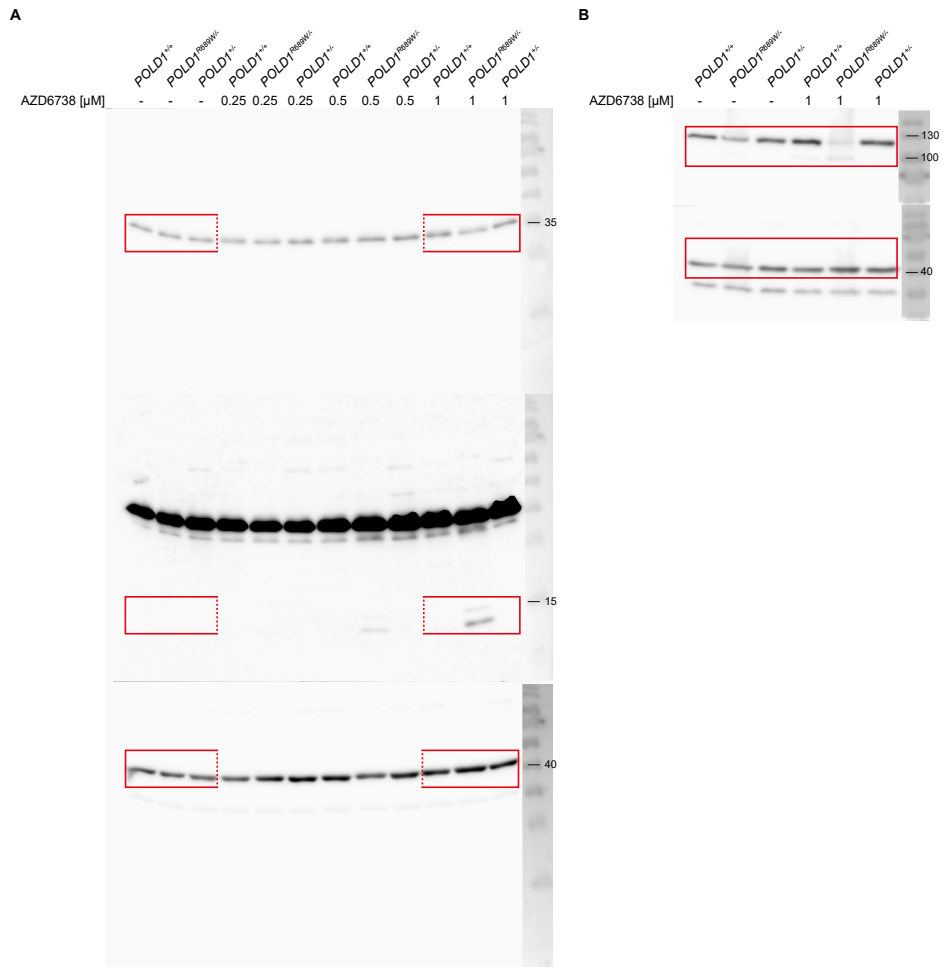 A
POLD1+/+ POLD1R689W/- POLD1+/- POLD1+/+ POLD1R689W/- POLD1+/- POLD1+/+ POLD1R689W/- POLD1+/- POLD1+/+ POLD1R689W/- POLD1+/-
AZD6738 [µM] - - - 0.25 0.25 0.25 0.5 0.5 0.5 1 1 1
35
15
40
B
POLD1+/+ POLD1R689W/- POLD1+/- POLD1+/+ POLD1R689W/- POLD1+/-
AZD6738 [µM] - - - 1 1 1
130
100
40